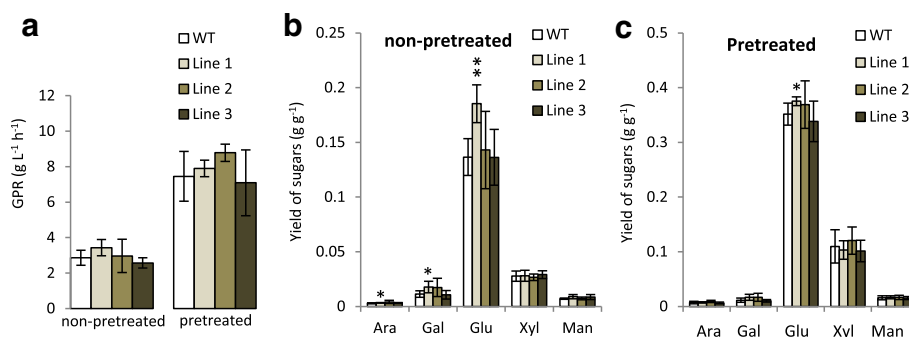 a
WT
Line 1
Line 2
Line 3
GPR (g L⁻¹ h⁻¹)
12
10
8
6
4
2
0
non-pretreated
pretreated
b
non-pretreated
WT
Line 1
Line 2
Line 3
Yield of sugars (g g⁻¹)
0.25
0.2
0.15
0.1
0.05
0
*
*
**
Ara Gal Glu Xyl Man
c
Pretreated
WT
Line 1
Line 2
Line 3
Yield of sugars (g g⁻¹)
0.5
0.4
0.3
0.2
0.1
0
*
Ara Gal Glu Xyl Man